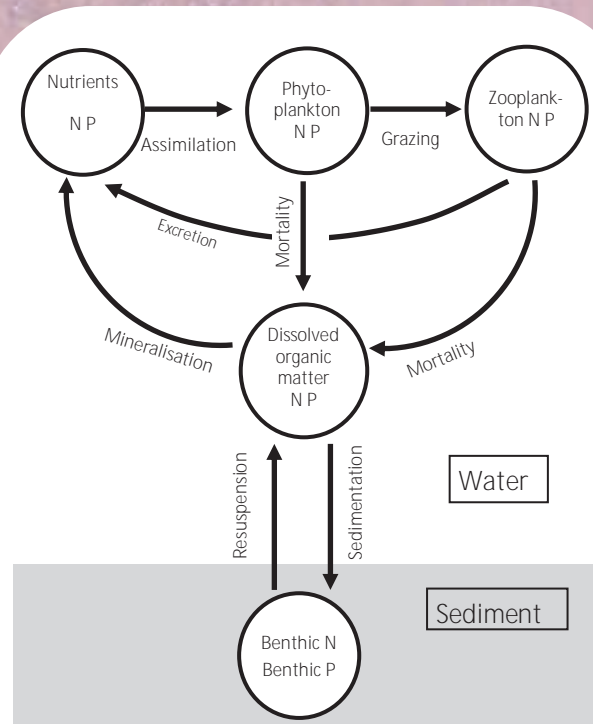 Nutrients
N P
Assimilation
Phyto-
plankton
N P
Grazing
Zooplank-
ton N P
Excretion
Mortality
Mineralisation
Dissolved
organic
matter
N P
Mortality
Resuspension
Sedimentation
Water
Sediment
Benthic N
Benthic P